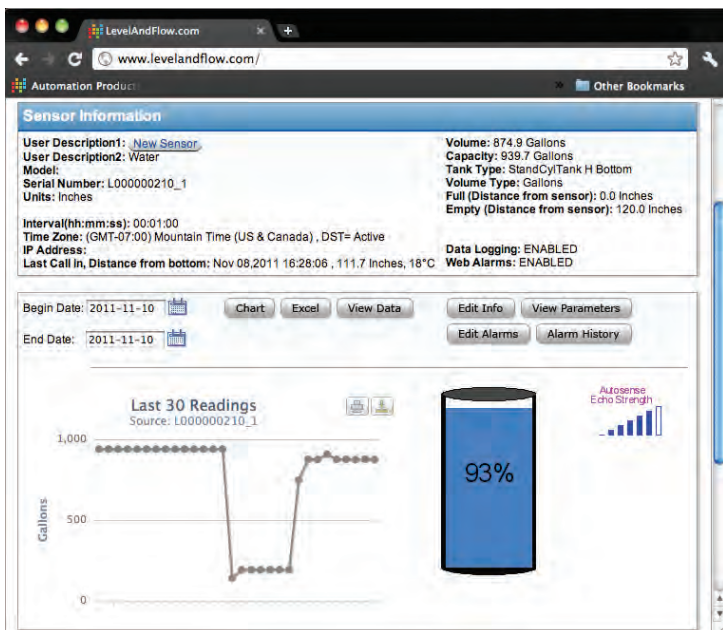 LevelAndFlow.com
www.levelandflow.com/
Automation Produc
Other Bookmarks
Sensor Information
User Description1: New Sensor
User Description2: Water
Model:
Serial Number: L000000210_1
Units: Inches
Interval(hh:mm:ss): 00:01:00
Time Zone: (GMT-07:00) Mountain Time (US & Canada) , DST= Active
IP Address:
Last Call in, Distance from bottom: Nov 08,2011 16:28:06 , 111.7 Inches, 18°C
Volume: 874.9 Gallons
Capacity: 939.7 Gallons
Tank Type: StandCylTank H Bottom
Volume Type: Gallons
Full (Distance from sensor): 0.0 Inches
Empty (Distance from sensor): 120.0 Inches
Data Logging: ENABLED
Web Alarms: ENABLED
Begin Date: 2011-11-10
Chart Excel View Data
Edit Info View Parameters
End Date: 2011-11-10
Edit Alarms Alarm History
Last 30 Readings
Source: L000000210_1
1,000
500
0
Gallons
93%
Autosense
Echo Strength